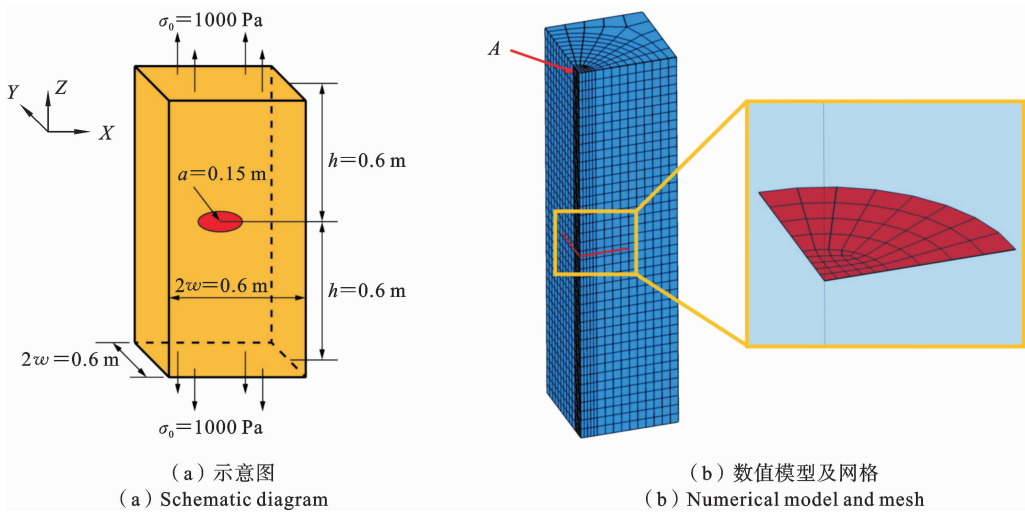 σ₀=1000 Pa
Y
Z
X
a=0.15 m
h=0.6 m
2w=0.6 m
h=0.6 m
2w=0.6 m
σ₀=1000 Pa
(a)示意图
(a) Schematic diagram
A
(b)数值模型及网格
(b) Numerical model and mesh